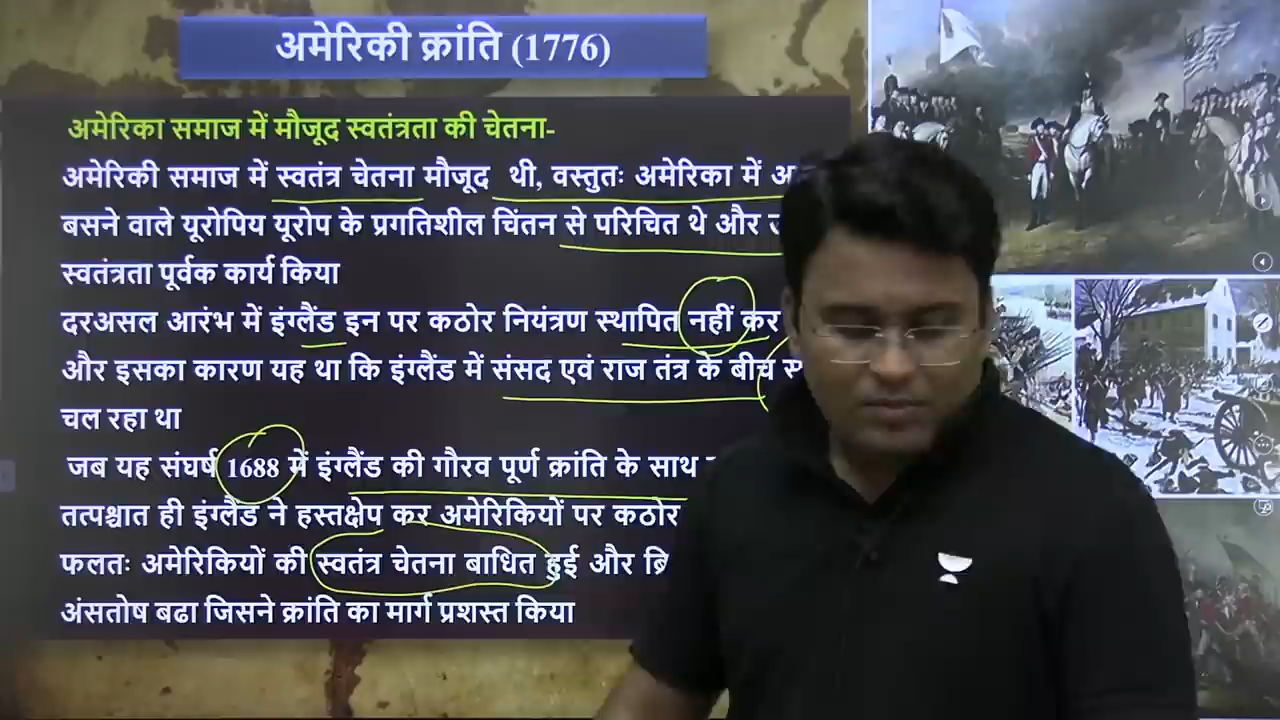 अमेरिकी क्रांति (1776)
अमेरिका समाज में मौजूद स्वतंत्रता की चेतना-
अमेरिकी समाज में स्वतंत्र चेतना मौजूद थी, वस्तुतः अमेरिका में
बसने वाले यूरोपिय यूरोप के प्रगतिशील चिंतन से परिचित थे और
स्वतंत्रता पूर्वक कार्य किया
दरअसल आरंभ में इंग्लैंड इन पर कठोर नियंत्रण स्थापित नहीं कर
और इसका कारण यह था कि इंग्लैंड में संसद एवं राज तंत्र के बीच
चल रहा था
जब यह संघर्ष 1688 में इंग्लैंड की गौरव पूर्ण क्रांति के साथ
तत्पश्चात ही इंग्लैंड ने हस्तक्षेप कर अमेरिकियों पर कठोर
फलतः अमेरिकियों की स्वतंत्र चेतना बाधित हुई और
अंसतोष बढा जिसने क्रांति का मार्ग प्रशस्त किया